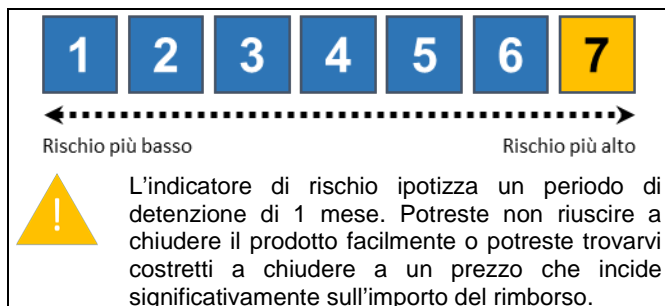 1 2 3 4 5 6 7
Rischio più basso Rischio più alto
!
L'indicatore di rischio ipotizza un periodo di
detenzione di 1 mese. Potreste non riuscire a
chiudere il prodotto facilmente o potreste trovarvi
costretti a chiudere a un prezzo che incide
significativamente sull'importo del rimborso.